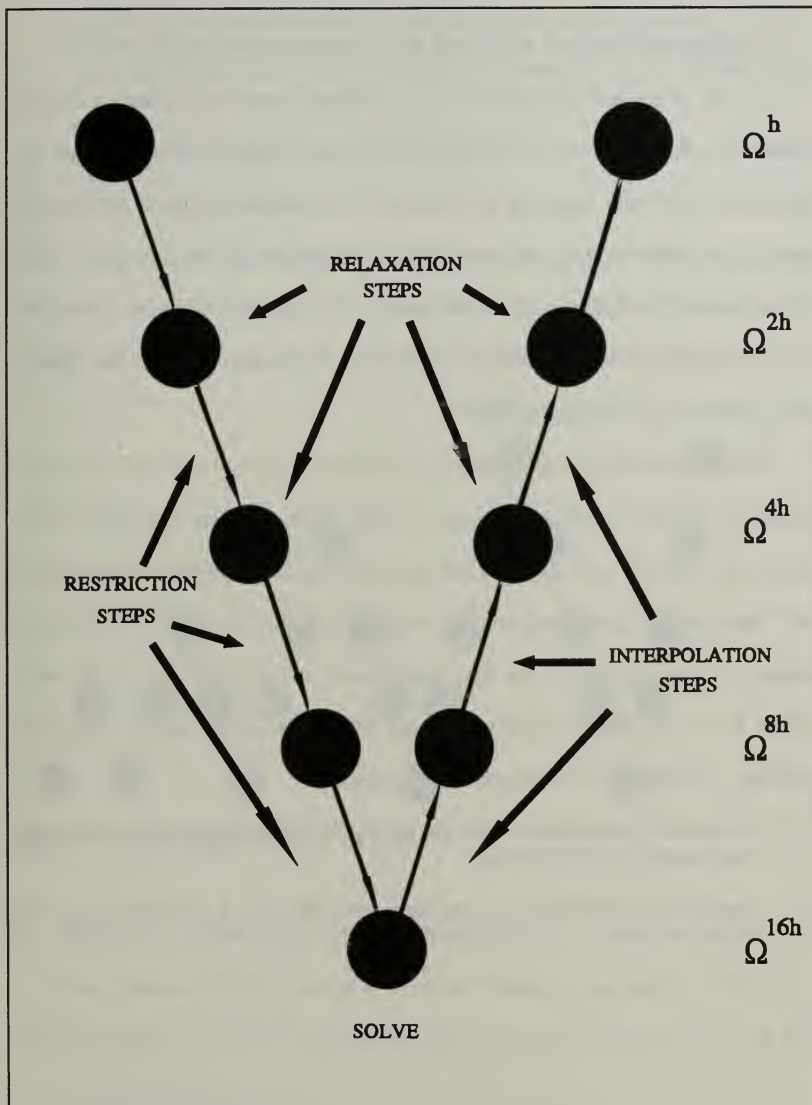 Ω^h
RELAXATION
STEPS
Ω^2h
Ω^4h
RESTRICTION
STEPS
INTERPOLATION
STEPS
Ω^8h
Ω^16h
SOLVE